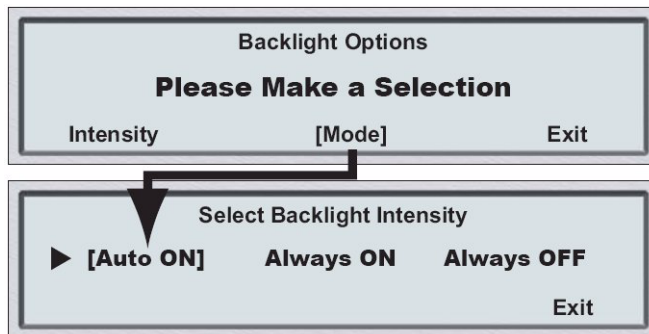 Backlight Options
Please Make a Selection
Intensity [Mode] Exit
Select Backlight Intensity
[Auto ON] Always ON Always OFF
Exit